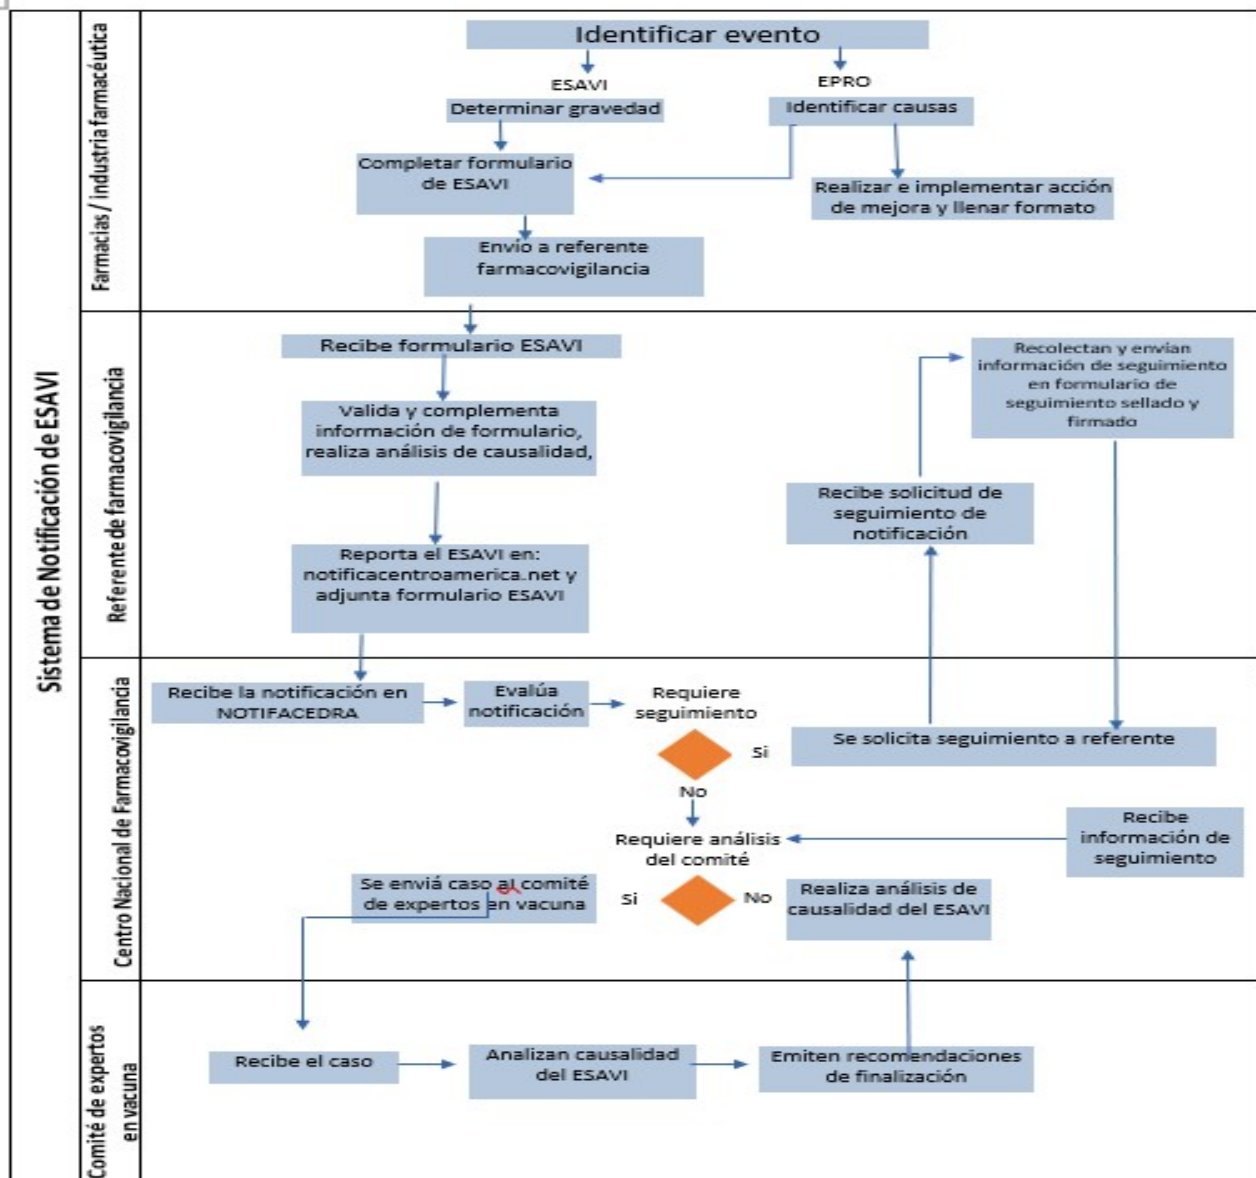 Sistema de Notificación de ESAVI
Farmacias / industria farmacéutica
Identificar evento
ESAVI
EPRO
Determinar gravedad
Identificar causas
Completar formulario
de ESAVI
Realizar e implementar acción
de mejora y llenar formato
Envío a referente
farmacovigilancia
Referente de farmacovigilancia
Recibe formulario ESAVI
Valida y complementa
información de formulario,
realiza análisis de causalidad,
Reporta el ESAVI en:
notificacentroamerica.net y
adjunta formulario ESAVI
Recolectan y envían
información de seguimiento
en formulario de
seguimiento sellado y
firmado
Recibe solicitud de
seguimiento de
notificación
Centro Nacional de Farmacovigilancia
Recibe la notificación en
NOTIFACEDRA
Evalúa
notificación
Requiere
seguimiento
Si
No
Se solicita seguimiento a referente
Recibe
información de
seguimiento
Requiere análisis
del comité
Si
No
Se enviá caso al comité
de expertos en vacuna
Realiza análisis de
causalidad del ESAVI
Comité de expertos
en vacuna
Recibe el caso
Analizan causalidad
del ESAVI
Emiten recomendaciones
de finalización